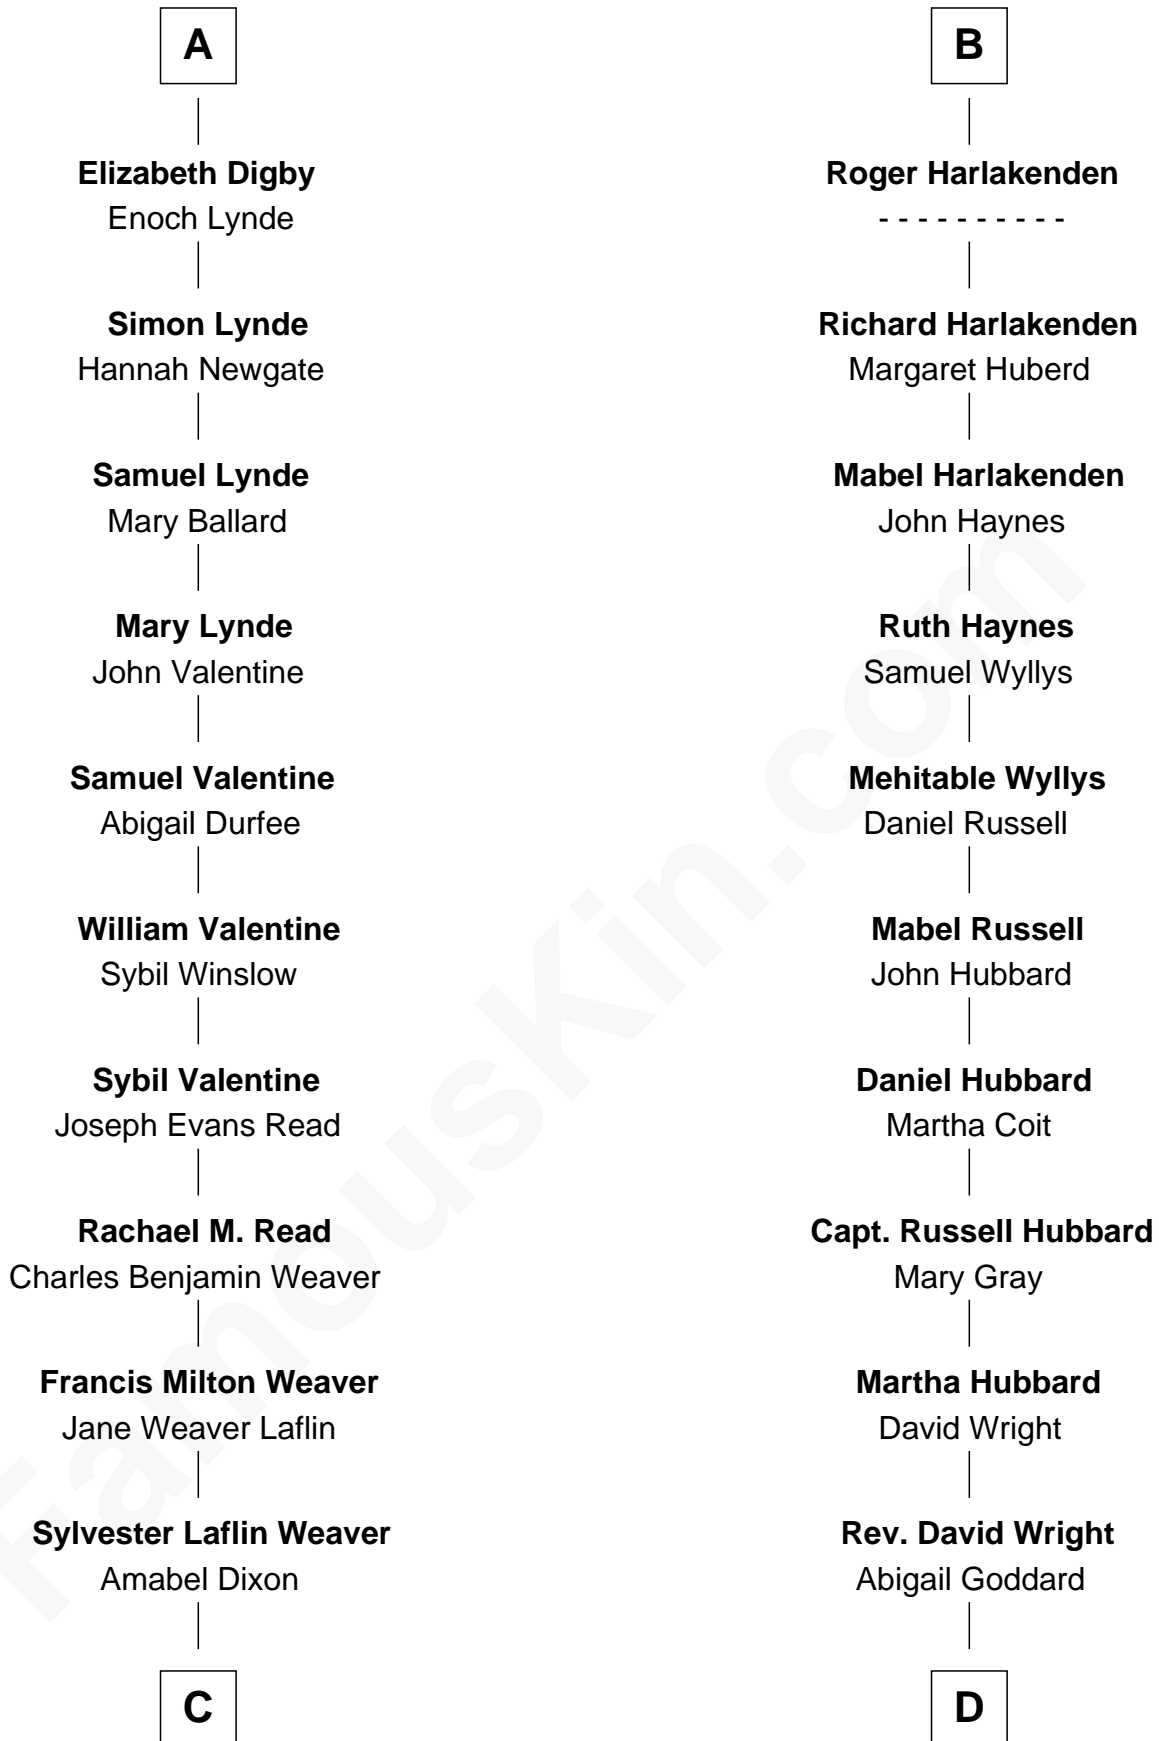 A
Elizabeth Digby
Enoch Lynde
Simon Lynde
Hannah Newgate
Samuel Lynde
Mary Ballard
Mary Lynde
John Valentine
Samuel Valentine
Abigail Durfee
William Valentine
Sybil Winslow
Sybil Valentine
Joseph Evans Read
Rachael M. Read
Charles Benjamin Weaver
Francis Milton Weaver
Jane Weaver Laflin
Sylvester Laflin Weaver
Amabel Dixon
C
B
Roger Harlakenden
- - - - - - - - - -
Richard Harlakenden
Margaret Huberd
Mabel Harlakenden
John Haynes
Ruth Haynes
Samuel Wyllys
Mehitable Wyllys
Daniel Russell
Mabel Russell
John Hubbard
Daniel Hubbard
Martha Coit
Capt. Russell Hubbard
Mary Gray
Martha Hubbard
David Wright
Rev. David Wright
Abigail Goddard
D
FamousKin.com